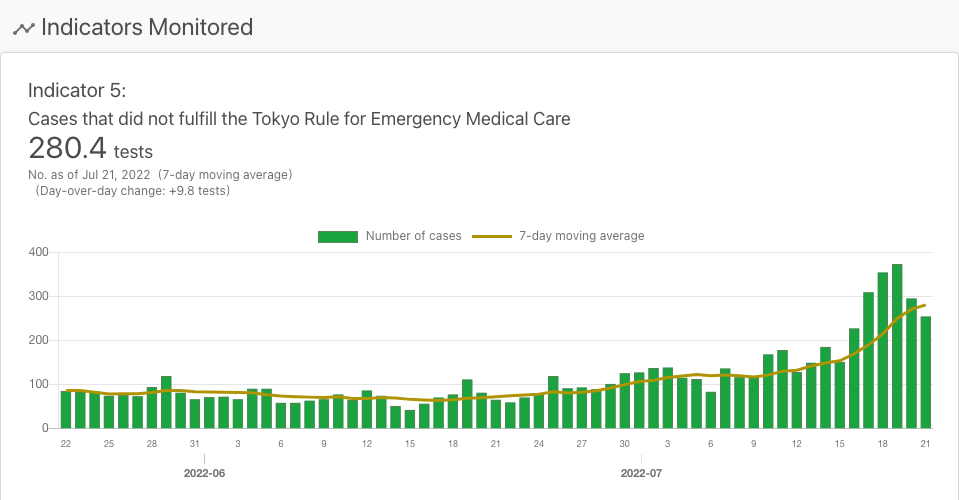 Indicators Monitored
Indicator 5:
Cases that did not fulfill the Tokyo Rule for Emergency Medical Care
280.4 tests
No. as of Jul 21, 2022 (7-day moving average)
(Day-over-day change: +9.8 tests)
Number of cases 7-day moving average
400
300
200
100
0
22 25 28 31 3 6 9 12 15 18 21 24 27 30 3 6 9 12 15 18 21
2022-06 2022-07